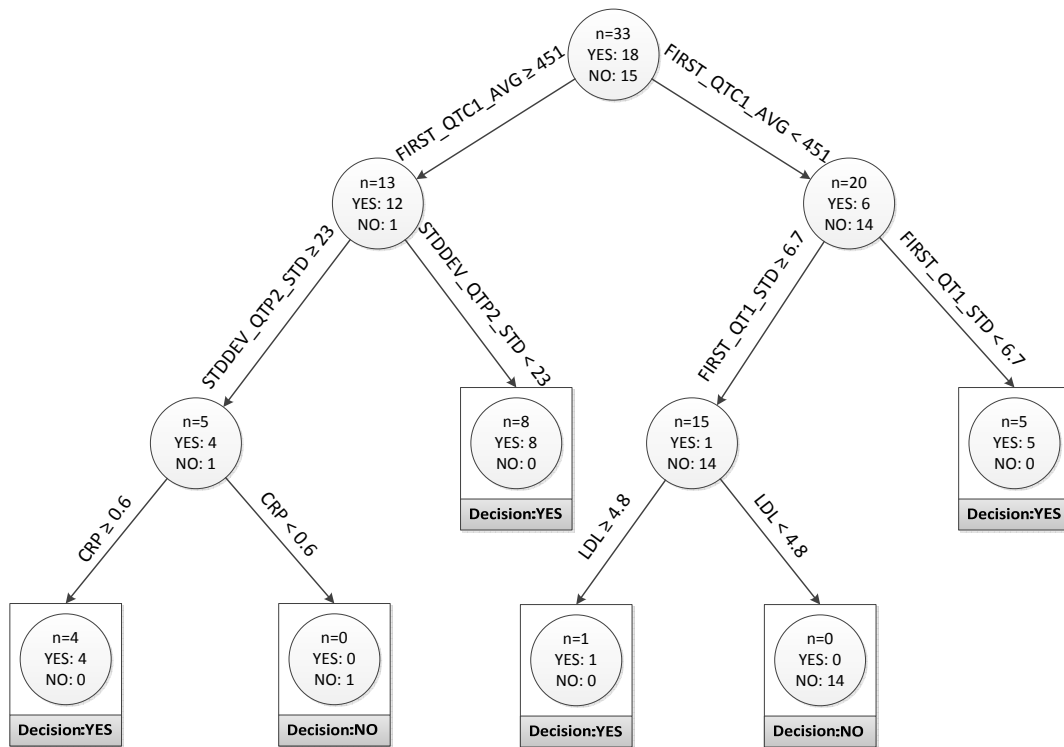 n=33
YES: 18
NO: 15
FIRST_QTC1_AVG ≥ 451
FIRST_QTC1_AVG < 451
n=13
YES: 12
NO: 1
n=20
YES: 6
NO: 14
STDDEV_QTP2_STD ≥ 23
STDDEV_QTP2_STD < 23
FIRST_QT1_STD ≥ 6.7
FIRST_QT1_STD < 6.7
n=5
YES: 4
NO: 1
n=8
YES: 8
NO: 0
Decision:YES
n=15
YES: 1
NO: 14
n=5
YES: 5
NO: 0
Decision:YES
CRP ≥ 0.6
CRP < 0.6
LDL ≥ 4.8
LDL < 4.8
n=4
YES: 4
NO: 0
Decision:YES
n=0
YES: 0
NO: 1
Decision:NO
n=1
YES: 1
NO: 0
Decision:YES
n=0
YES: 0
NO: 14
Decision:NO